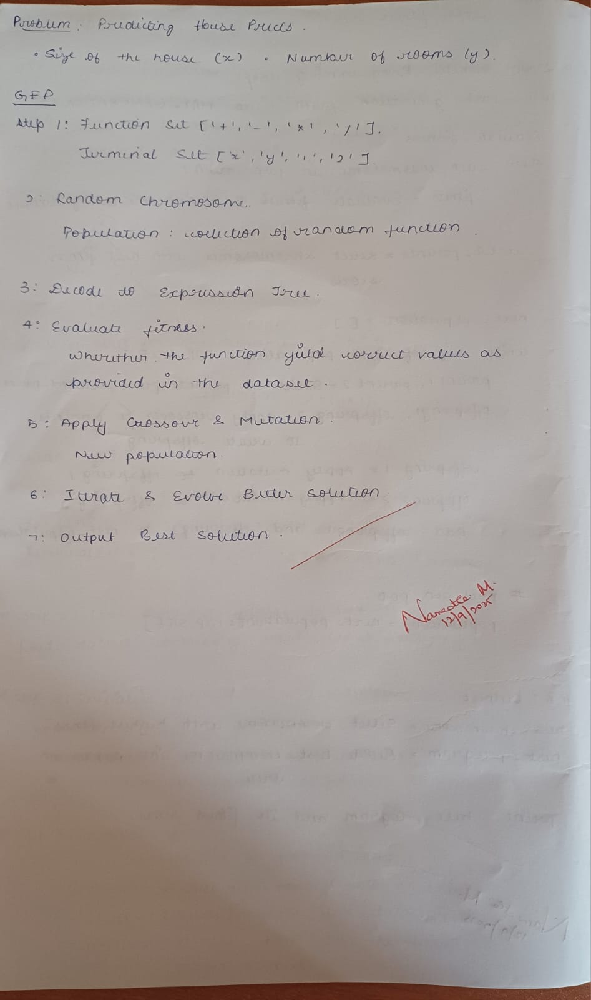 Problem: Predicting House Prices.
• Size of the house (x) • Number of rooms (y).
GEP
Step 1: Function Set ['+', '-', '*', '/'].
Terminal Set ['x', 'y', '1', '2'].
2: Random Chromosome.
Population: collection of random function.
3: Decode to Expression Tree.
4: Evaluate fitness.
Wherether the function yield correct values as
provided in the dataset.
5: Apply Crossover & Mutation.
New population.
6: Iterate & Evolve Better solution.
7: Output Best Solution.
M.
12/9/2025